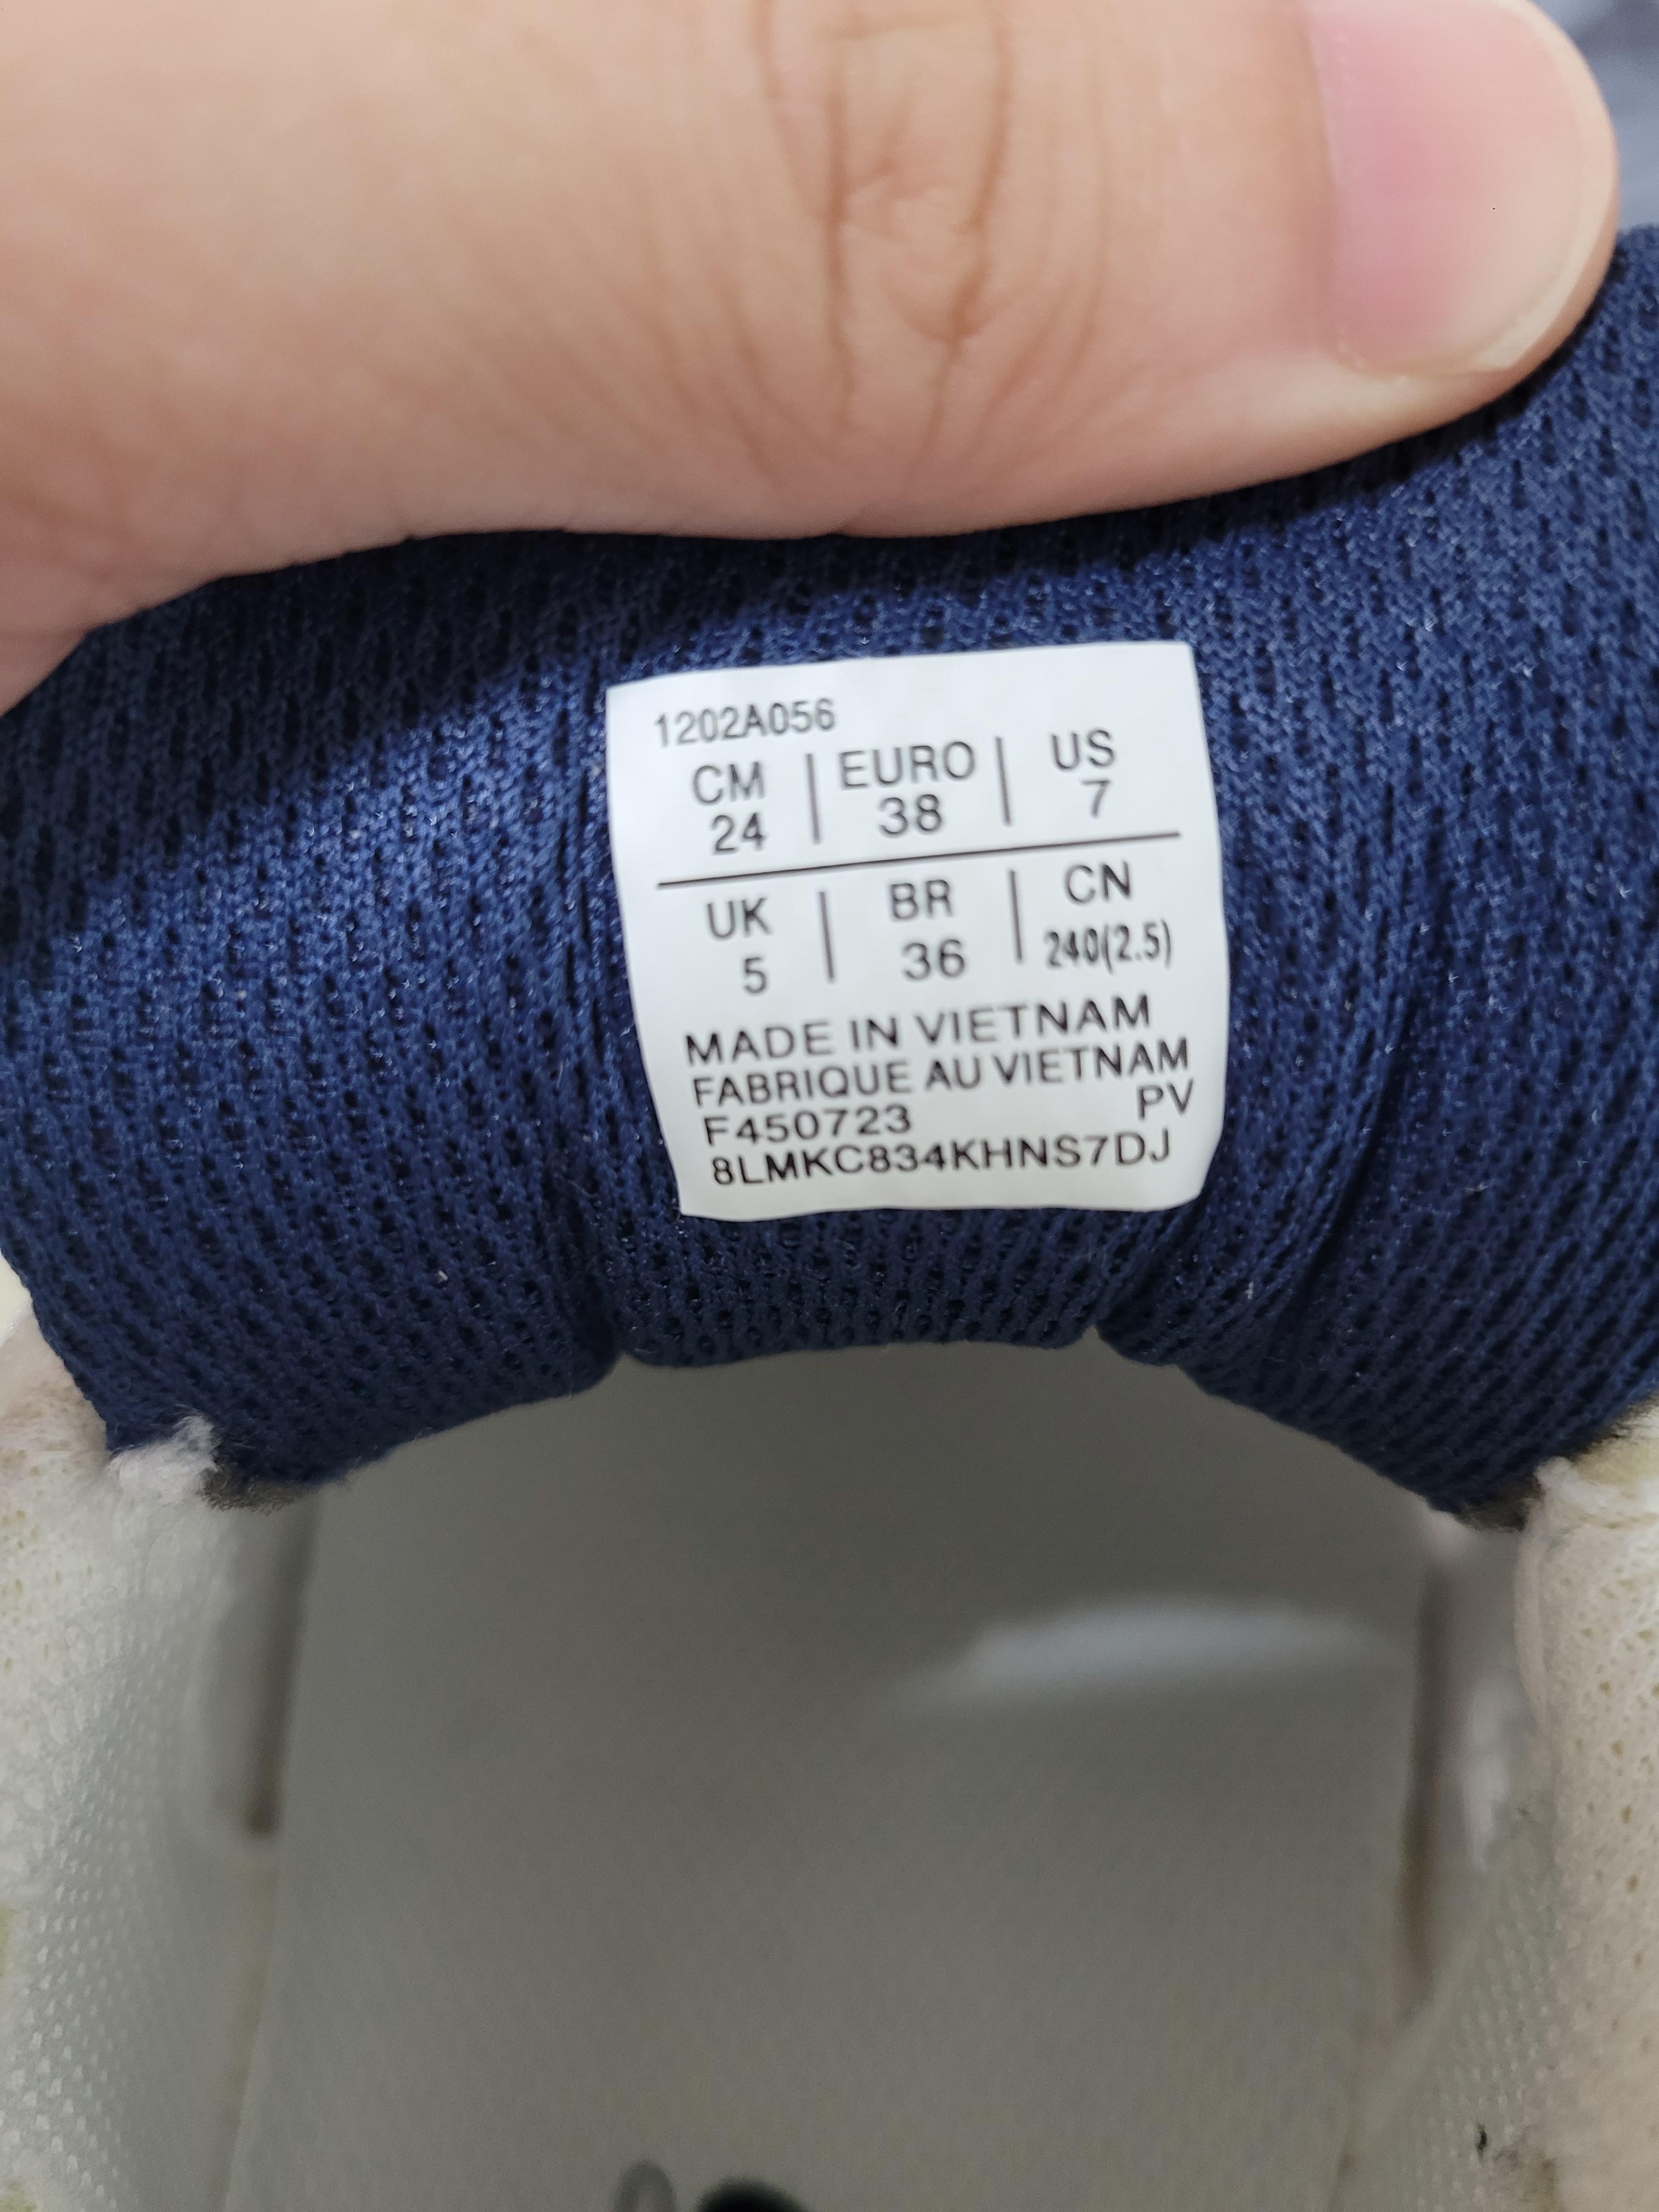 1202A056
CM | EURO | US
24 | 38 | 7
UK | BR | CN
5 | 36 | 240(2.5)
MADE IN VIETNAM
FABRIQUE AU VIETNAM
F450723 PV
8LMKC834KHNS7DJ